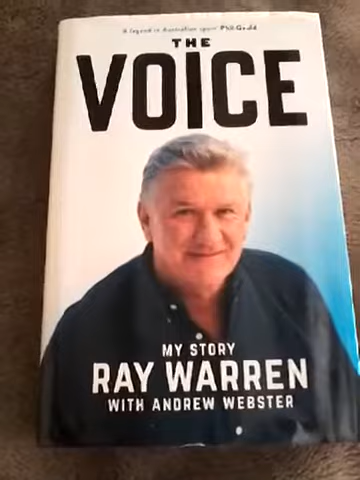 'A legend in Australian sport' Phil Gould
THE
VOICE
MY STORY
RAY WARREN
WITH ANDREW WEBSTER